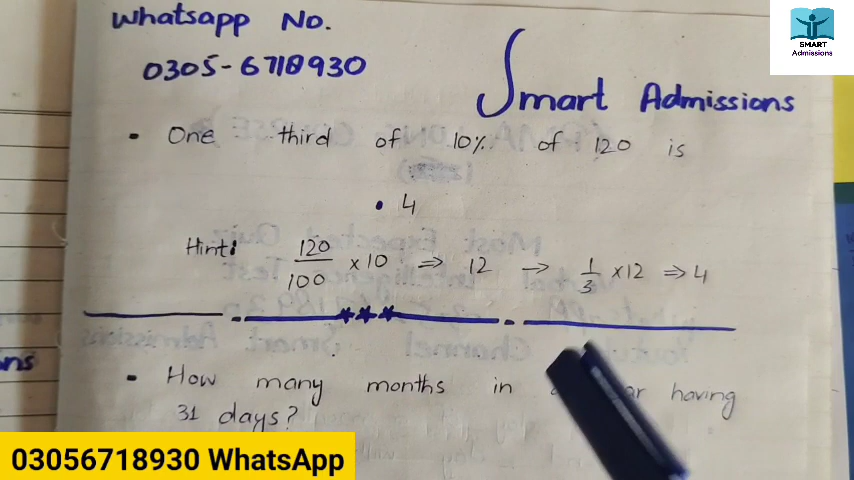 Whatsapp No.
0305-6718930
SMART
Admissions
Smart Admissions
• One third of 10% of 120 is
• 4
Hint: 120/100 ×10 ⇒ 12 → 1/3 ×12 ⇒ 4
• How many months in having
31 days?
03056718930 WhatsApp